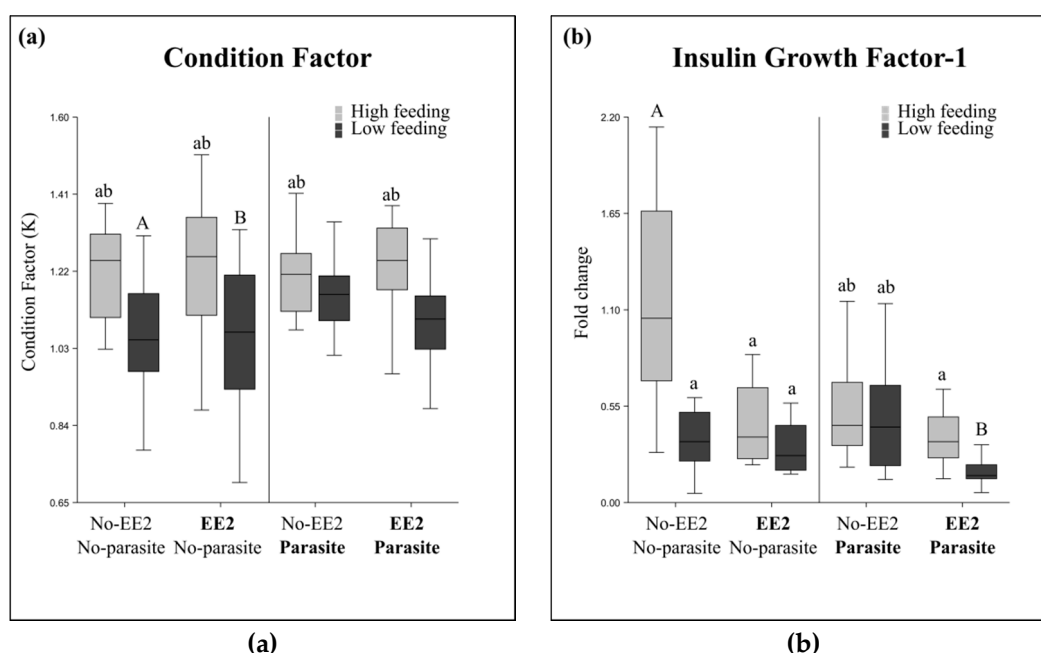 (a)
Condition Factor
High feeding
Low feeding
Condition Factor (K)
1.60
1.41
1.22
1.03
0.84
0.65
ab
A
ab
B
ab
ab
No-EE2
No-parasite
EE2
No-parasite
No-EE2
Parasite
EE2
Parasite
(a)
(b)
Insulin Growth Factor-1
High feeding
Low feeding
Fold change
2.20
1.65
1.10
0.55
0.00
A
a
a
a
ab
ab
a
B
No-EE2
No-parasite
EE2
No-parasite
No-EE2
Parasite
EE2
Parasite
(b)